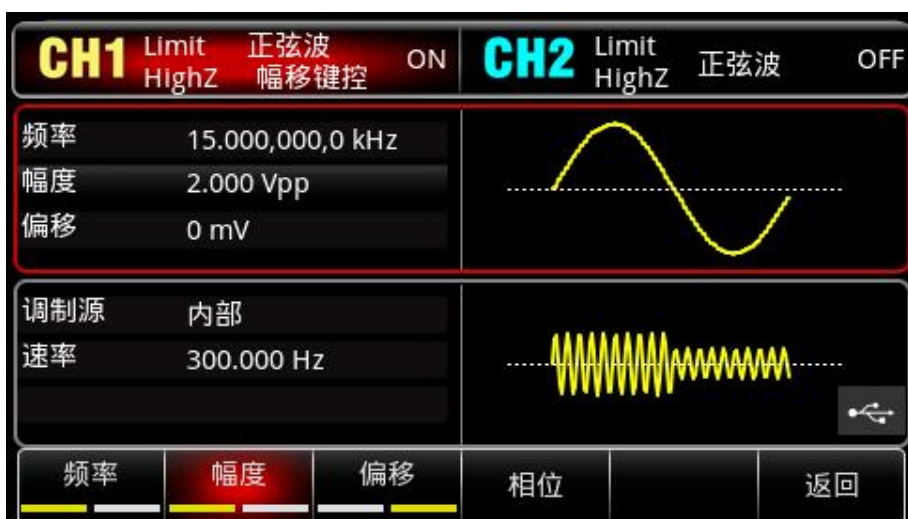 CH1 Limit 正弦波 ON CH2 Limit 正弦波 OFF
HighZ 幅移键控 HighZ
频率 15.000,000,0 kHz
幅度 2.000 Vpp
偏移 0 mV
调制源 内部
速率 300.000 Hz
频率 幅度 偏移 相位 返回